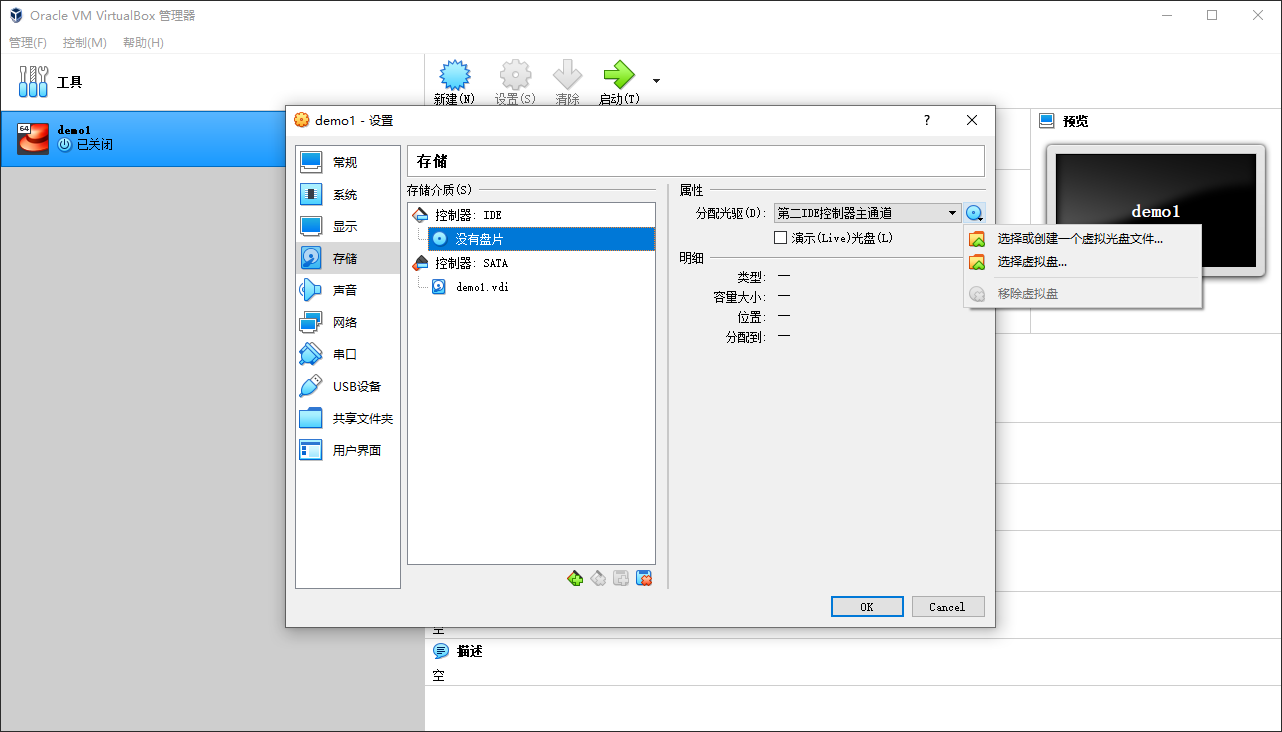 Oracle VM VirtualBox 管理器
管理(F) 控制(M) 帮助(H)
工具
新建(N) 设置(S) 清除 启动(T)
64
demo1
已关闭
预览
demo1
demo1 - 设置
?
常规
系统
显示
存储
声音
网络
串口
USB设备
共享文件夹
用户界面
存储
存储介质(S)
控制器: IDE
没有盘片
控制器: SATA
demo1.vdi
属性
分配光驱(D): 第二IDE控制器主通道
演示(Live)光盘(L)
明细
类型: —
容量大小: —
位置: —
分配到: —
选择或创建一个虚拟光盘文件...
选择虚拟盘...
移除虚拟盘
OK Cancel
空
描述
空